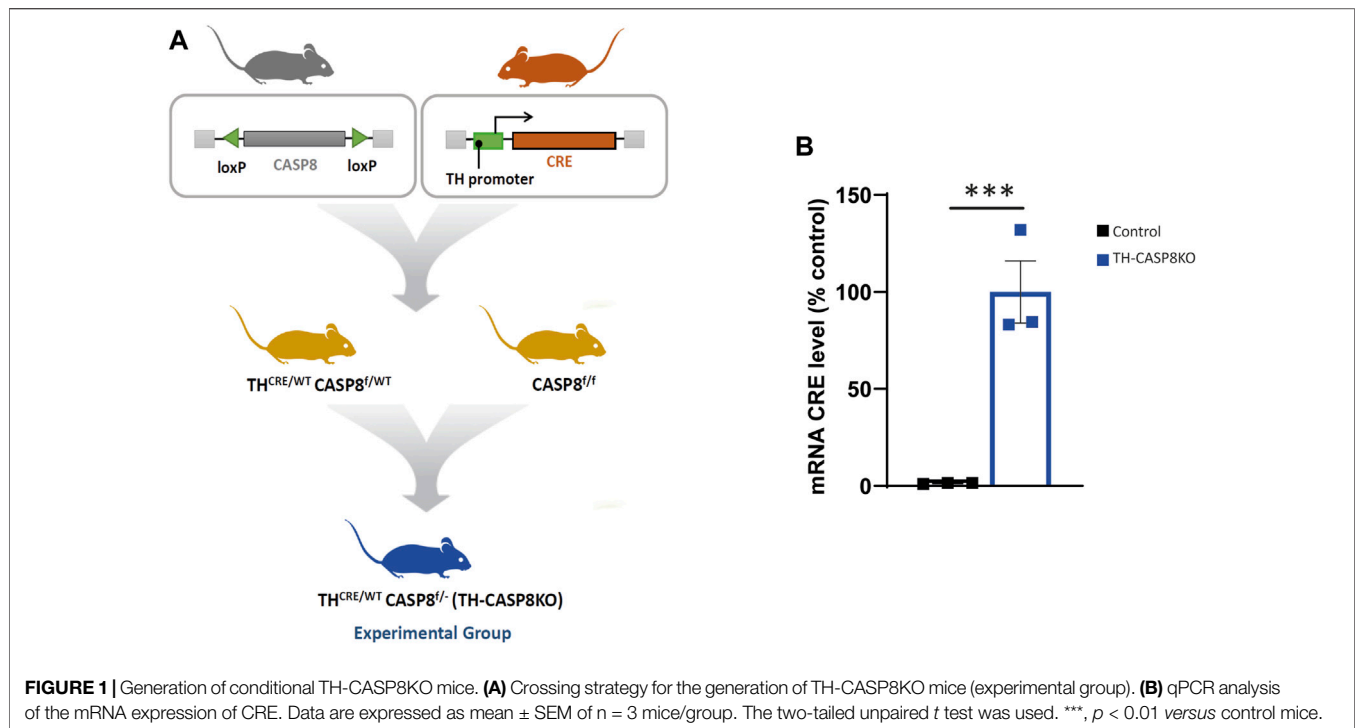 A
loxP
CASP8
loxP
TH promoter
CRE
TH^CRE/WT CASP8^f/WT
CASP8^f/f
TH^CRE/WT CASP8^f/- (TH-CASP8KO)
Experimental Group
B
mRNA CRE level (% control)
150
100
50
0
***
Control
TH-CASP8KO
FIGURE 1 | Generation of conditional TH-CASP8KO mice. (A) Crossing strategy for the generation of TH-CASP8KO mice (experimental group). (B) qPCR analysis
of the mRNA expression of CRE. Data are expressed as mean ± SEM of n = 3 mice/group. The two-tailed unpaired t test was used. ***, p < 0.01 versus control mice.